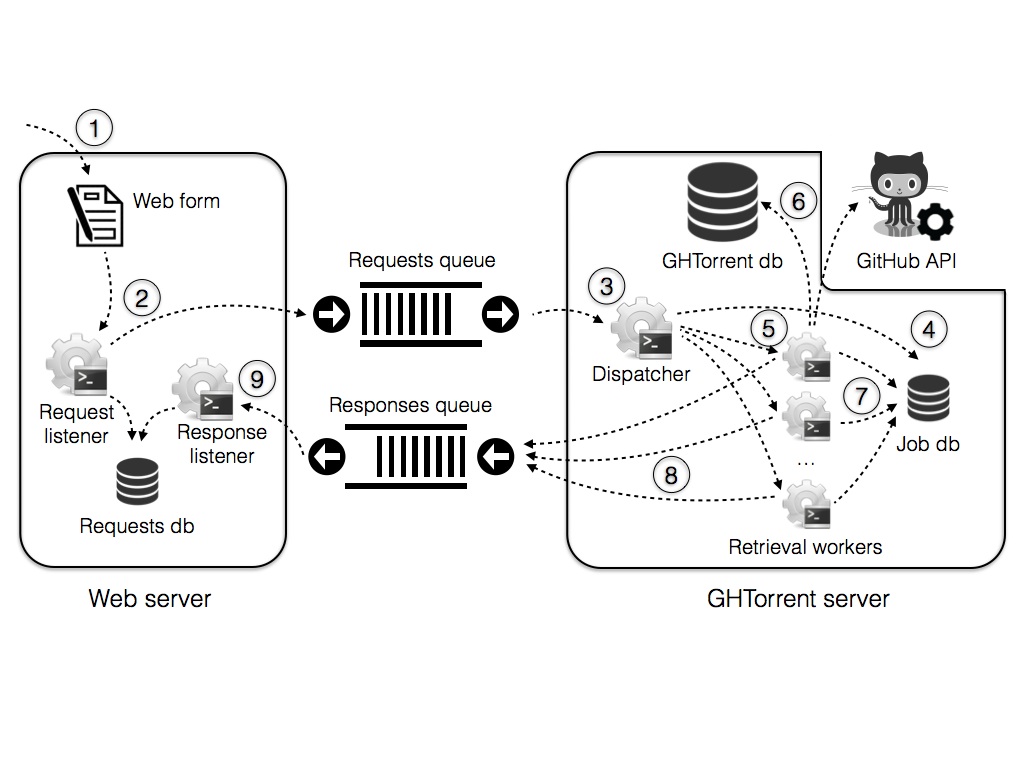 1
Web form
2
Request
listener
9
Response
listener
Requests db
Web server
Requests queue
Responses queue
3
Dispatcher
GHTorrent db
6
GitHub API
5
4
7
Job db
8
...
Retrieval workers
GHTorrent server